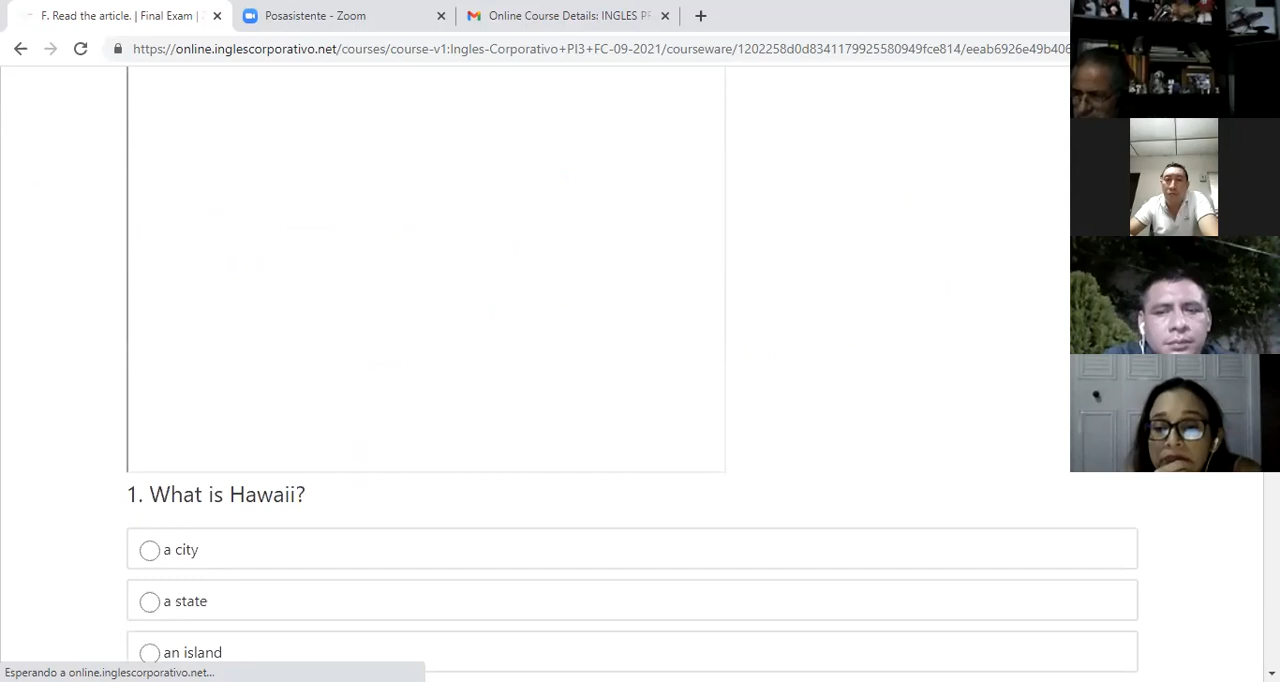 F. Read the article. | Final Exam |
Posasistente - Zoom
Online Course Details: INGLES PF
https://online.inglescorporativo.net/courses/course-v1:Ingles-Corporativo+PI3+FC-09-2021/courseware/1202258d0d8341179925580949fce814/eeab6926e49b406
1. What is Hawaii?
a city
a state
an island
Esperando a online.inglescorporativo.net...